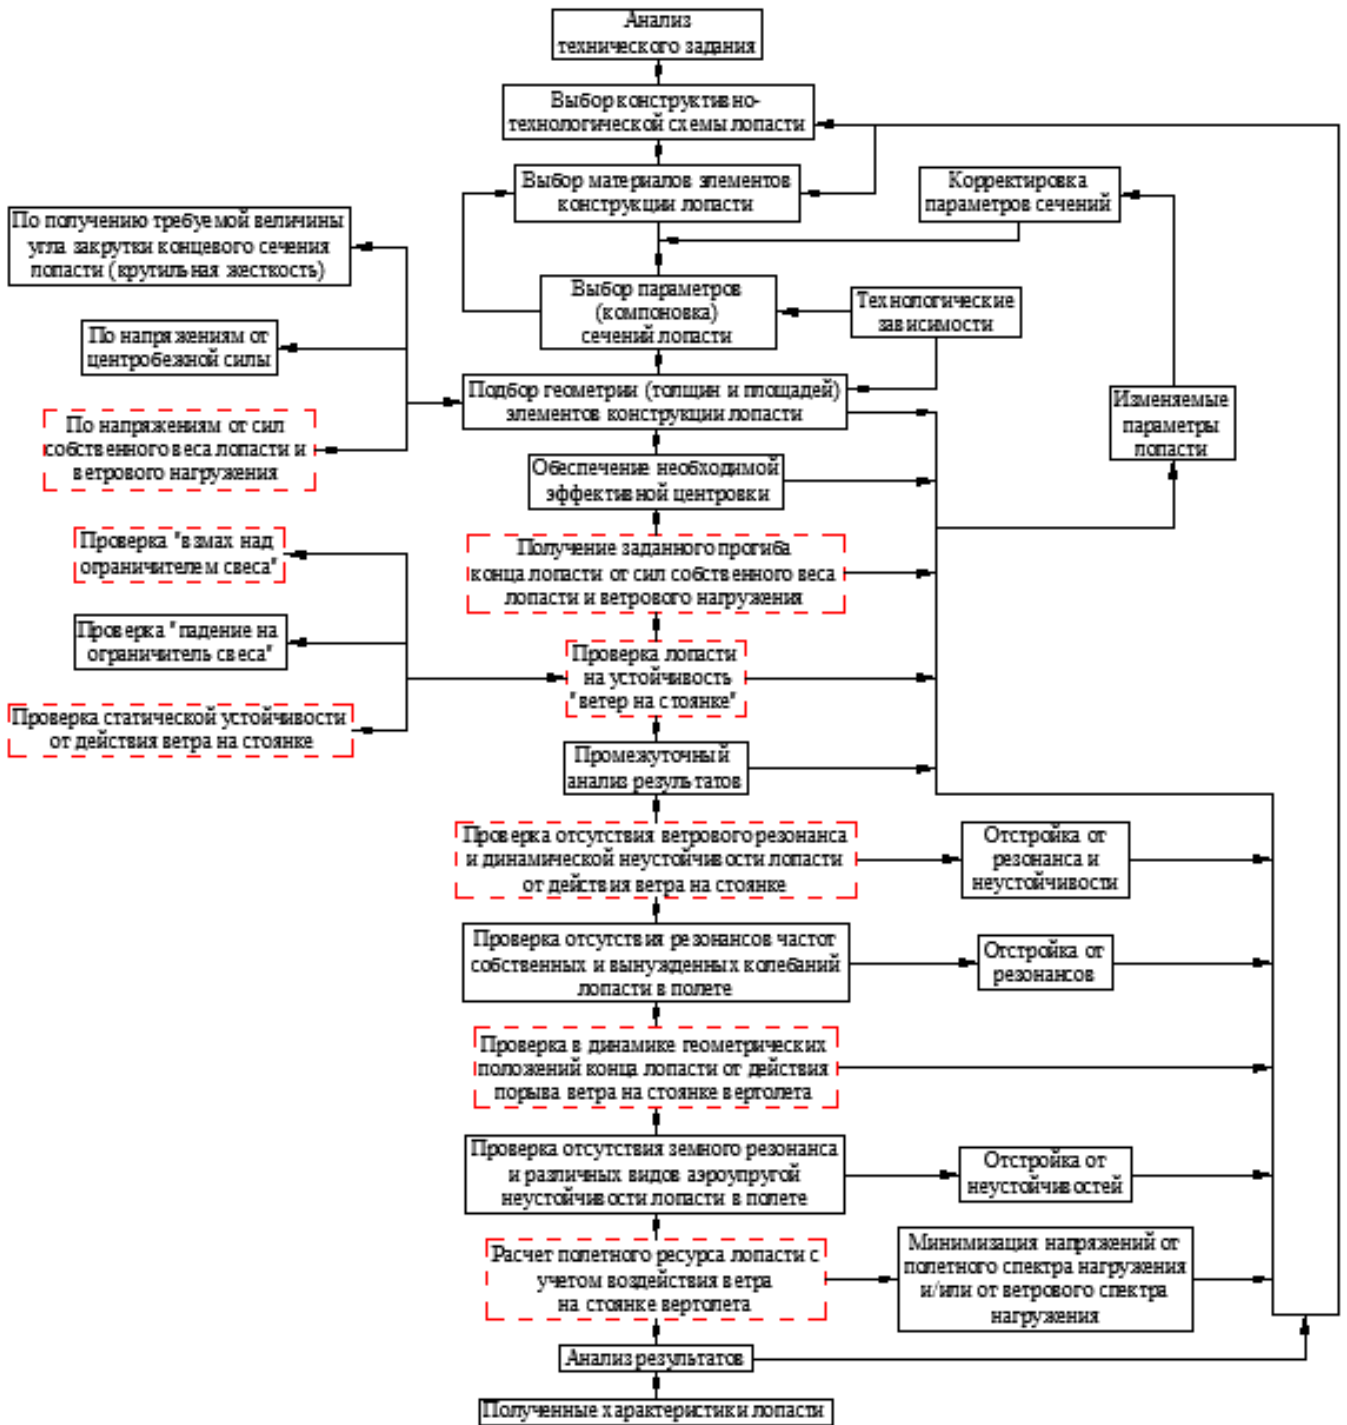 Анализ
технического задания
Выбор конструктивно-
технологической схемы лопасти
Выбор материалов элементов
конструкции лопасти
Корректировка
параметров сечений
По получению требуемой величины
угла закрутки концевого сечения
лопасти (крутильная жесткость)
Выбор параметров
(компоновка)
сечений лопасти
Технологические
зависимости
По напряжениям от
центробежной силы
Подбор геометрии (толщин и площадей)
элементов конструкции лопасти
Изменяемые
параметры
лопасти
По напряжениям от сил
собственного веса лопасти и
ветрового нагружения
Обеспечение необходимой
эффективной центровки
Проверка "взмах над
ограничителем свеса"
Получение заданного прогиба
конца лопасти от сил собственного веса
лопасти и ветрового нагружения
Проверка "падение на
ограничитель свеса"
Проверка лопасти
на устойчивость
"ветер на стоянке"
Проверка статической устойчивости
от действия ветра на стоянке
Промежуточный
анализ результатов
Проверка отсутствия ветрового резонанса
и динамической неустойчивости лопасти
от действия ветра на стоянке
Отстройка от
резонанса и
неустойчивости
Проверка отсутствия резонансов частот
собственных и вынужденных колебаний
лопасти в полете
Отстройка от
резонансов
Проверка в динамике геометрических
положений конца лопасти от действия
порыва ветра на стоянке вертолета
Проверка отсутствия земного резонанса
и различных видов аэроупругой
неустойчивости лопасти в полете
Отстройка от
неустойчивостей
Расчет полетного ресурса лопасти с
учетом воздействия ветра
на стоянке вертолета
Минимизация напряжений от
полетного спектра нагружения
и/или от ветрового спектра
нагружения
Анализ результатов
Полученные характеристики лопасти